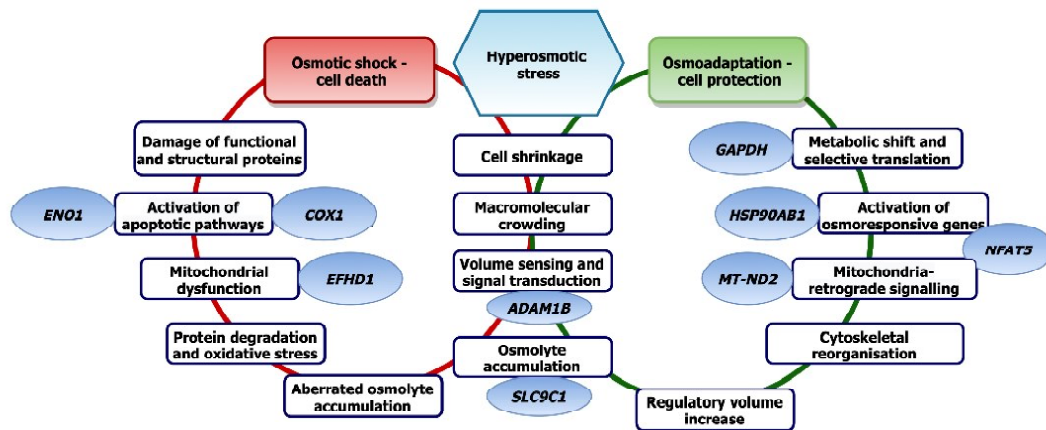 Osmotic shock -
cell death
Hyperosmotic
stress
Osmoadaptation -
cell protection
Damage of functional
and structural proteins
Cell shrinkage
GAPDH
Metabolic shift and
selective translation
ENO1
Activation of
apoptotic pathways
COX1
Macromolecular
crowding
HSP90AB1
Activation of
osmoresponsive genes
NFAT5
Mitochondrial
dysfunction
EFHD1
Volume sensing and
signal transduction
MT-ND2
Mitochondria-
retrograde signalling
ADAM1B
Protein degradation
and oxidative stress
Osmolyte
accumulation
Cytoskeletal
reorganisation
Aberrated osmolyte
accumulation
SLC9C1
Regulatory volume
increase